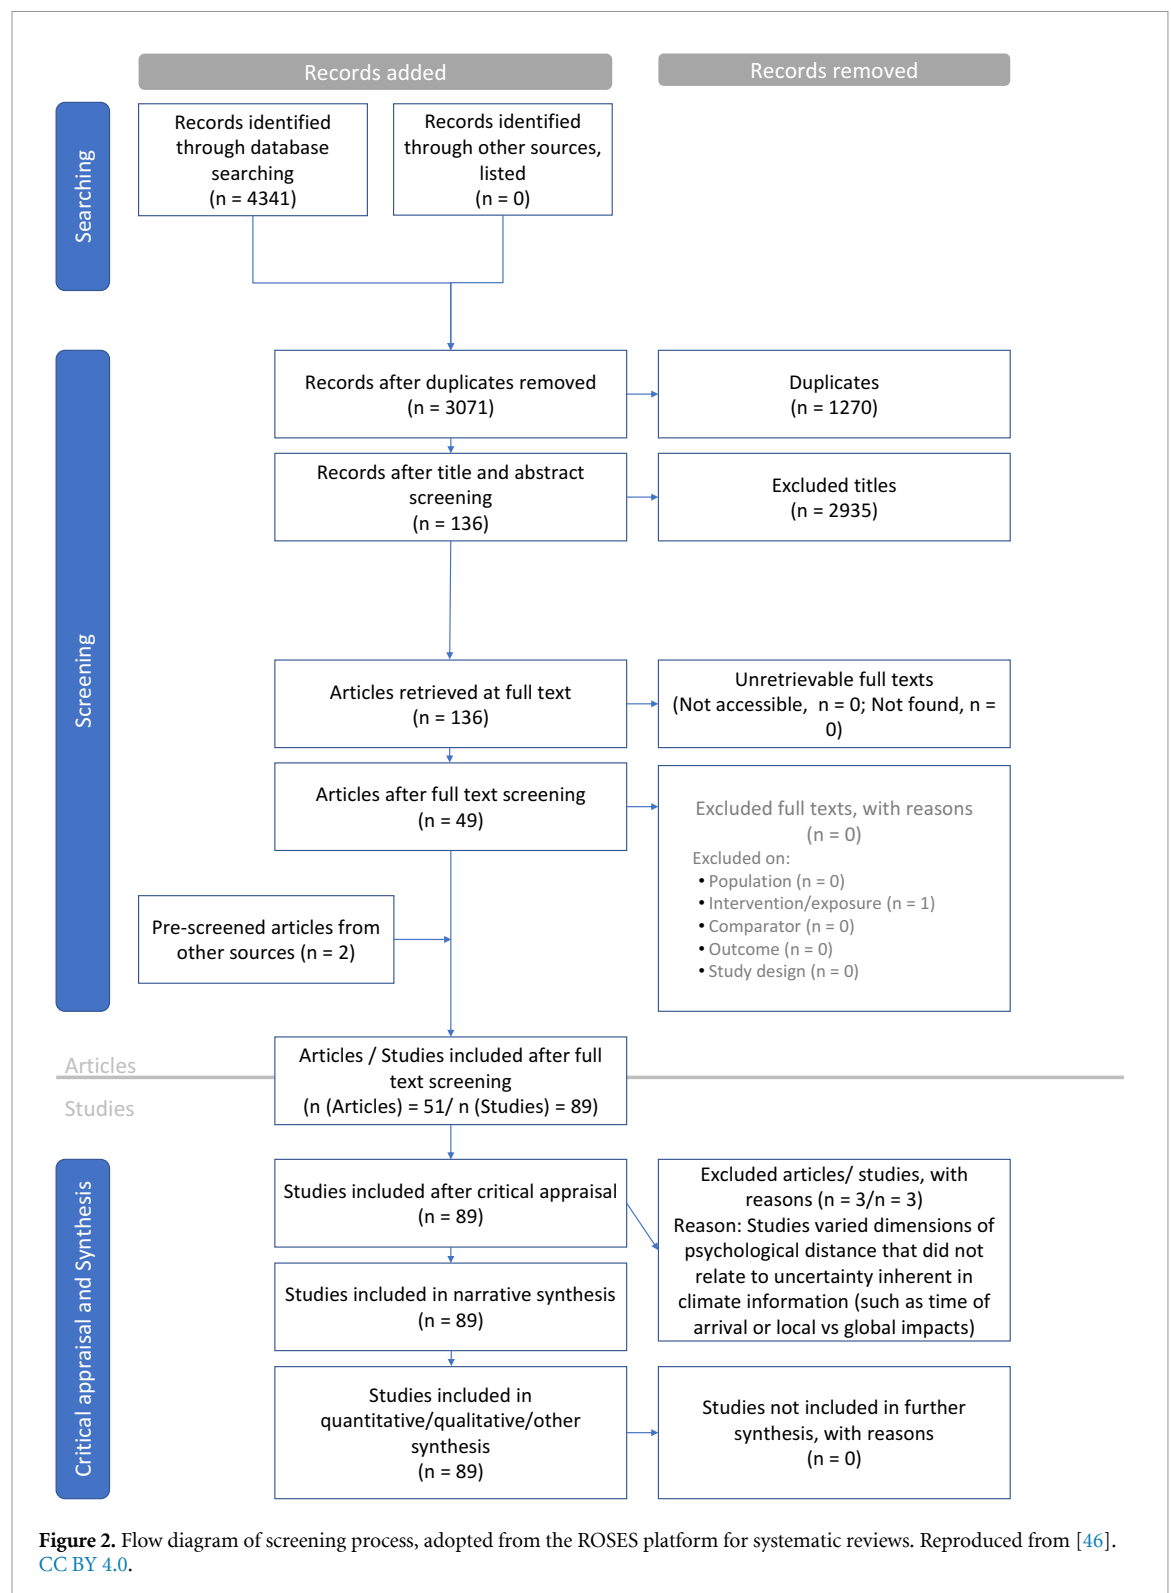 Records added
Records removed
Searching
Records identified
through database
searching
(n = 4341)
Records identified
through other sources,
listed
(n = 0)
Screening
Records after duplicates removed
(n = 3071)
Duplicates
(n = 1270)
Records after title and abstract
screening
(n = 136)
Excluded titles
(n = 2935)
Articles retrieved at full text
(n = 136)
Unretrievable full texts
(Not accessible,  n = 0; Not found, n =
0)
Articles after full text screening
(n = 49)
Excluded full texts, with reasons
(n = 0)
Excluded on:
• Population (n = 0)
• Intervention/exposure (n = 1)
• Comparator (n = 0)
• Outcome (n = 0)
• Study design (n = 0)
Pre-screened articles from
other sources (n = 2)
Articles
Studies
Articles / Studies included after full
text screening
(n (Articles) = 51/ n (Studies) = 89)
Critical appraisal and Synthesis
Studies included after critical appraisal
(n = 89)
Excluded articles/ studies, with
reasons (n = 3/n = 3)
Reason: Studies varied dimensions of
psychological distance that did not
relate to uncertainty inherent in
climate information (such as time of
arrival or local vs global impacts)
Studies included in narrative synthesis
(n = 89)
Studies included in
quantitative/qualitative/other
synthesis
(n = 89)
Studies not included in further
synthesis, with reasons
(n = 0)
Figure 2. Flow diagram of screening process, adopted from the ROSES platform for systematic reviews. Reproduced from [46].
CC BY 4.0.